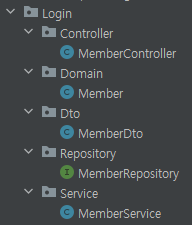 Login
Controller
C MemberController
Domain
C Member
Dto
C MemberDto
Repository
I MemberRepository
Service
C MemberService